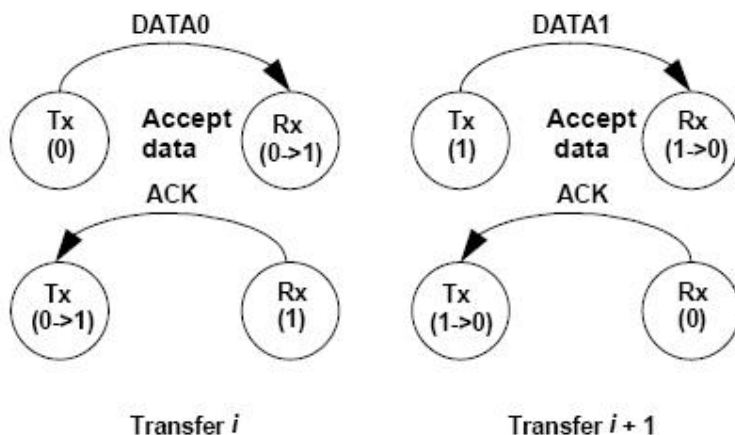 DATA0
Tx
(0)
Accept
data
Rx
(0->1)
ACK
Tx
(0->1)
Rx
(1)
Transfer i
DATA1
Tx
(1)
Accept
data
Rx
(1->0)
ACK
Tx
(1->0)
Rx
(0)
Transfer i + 1